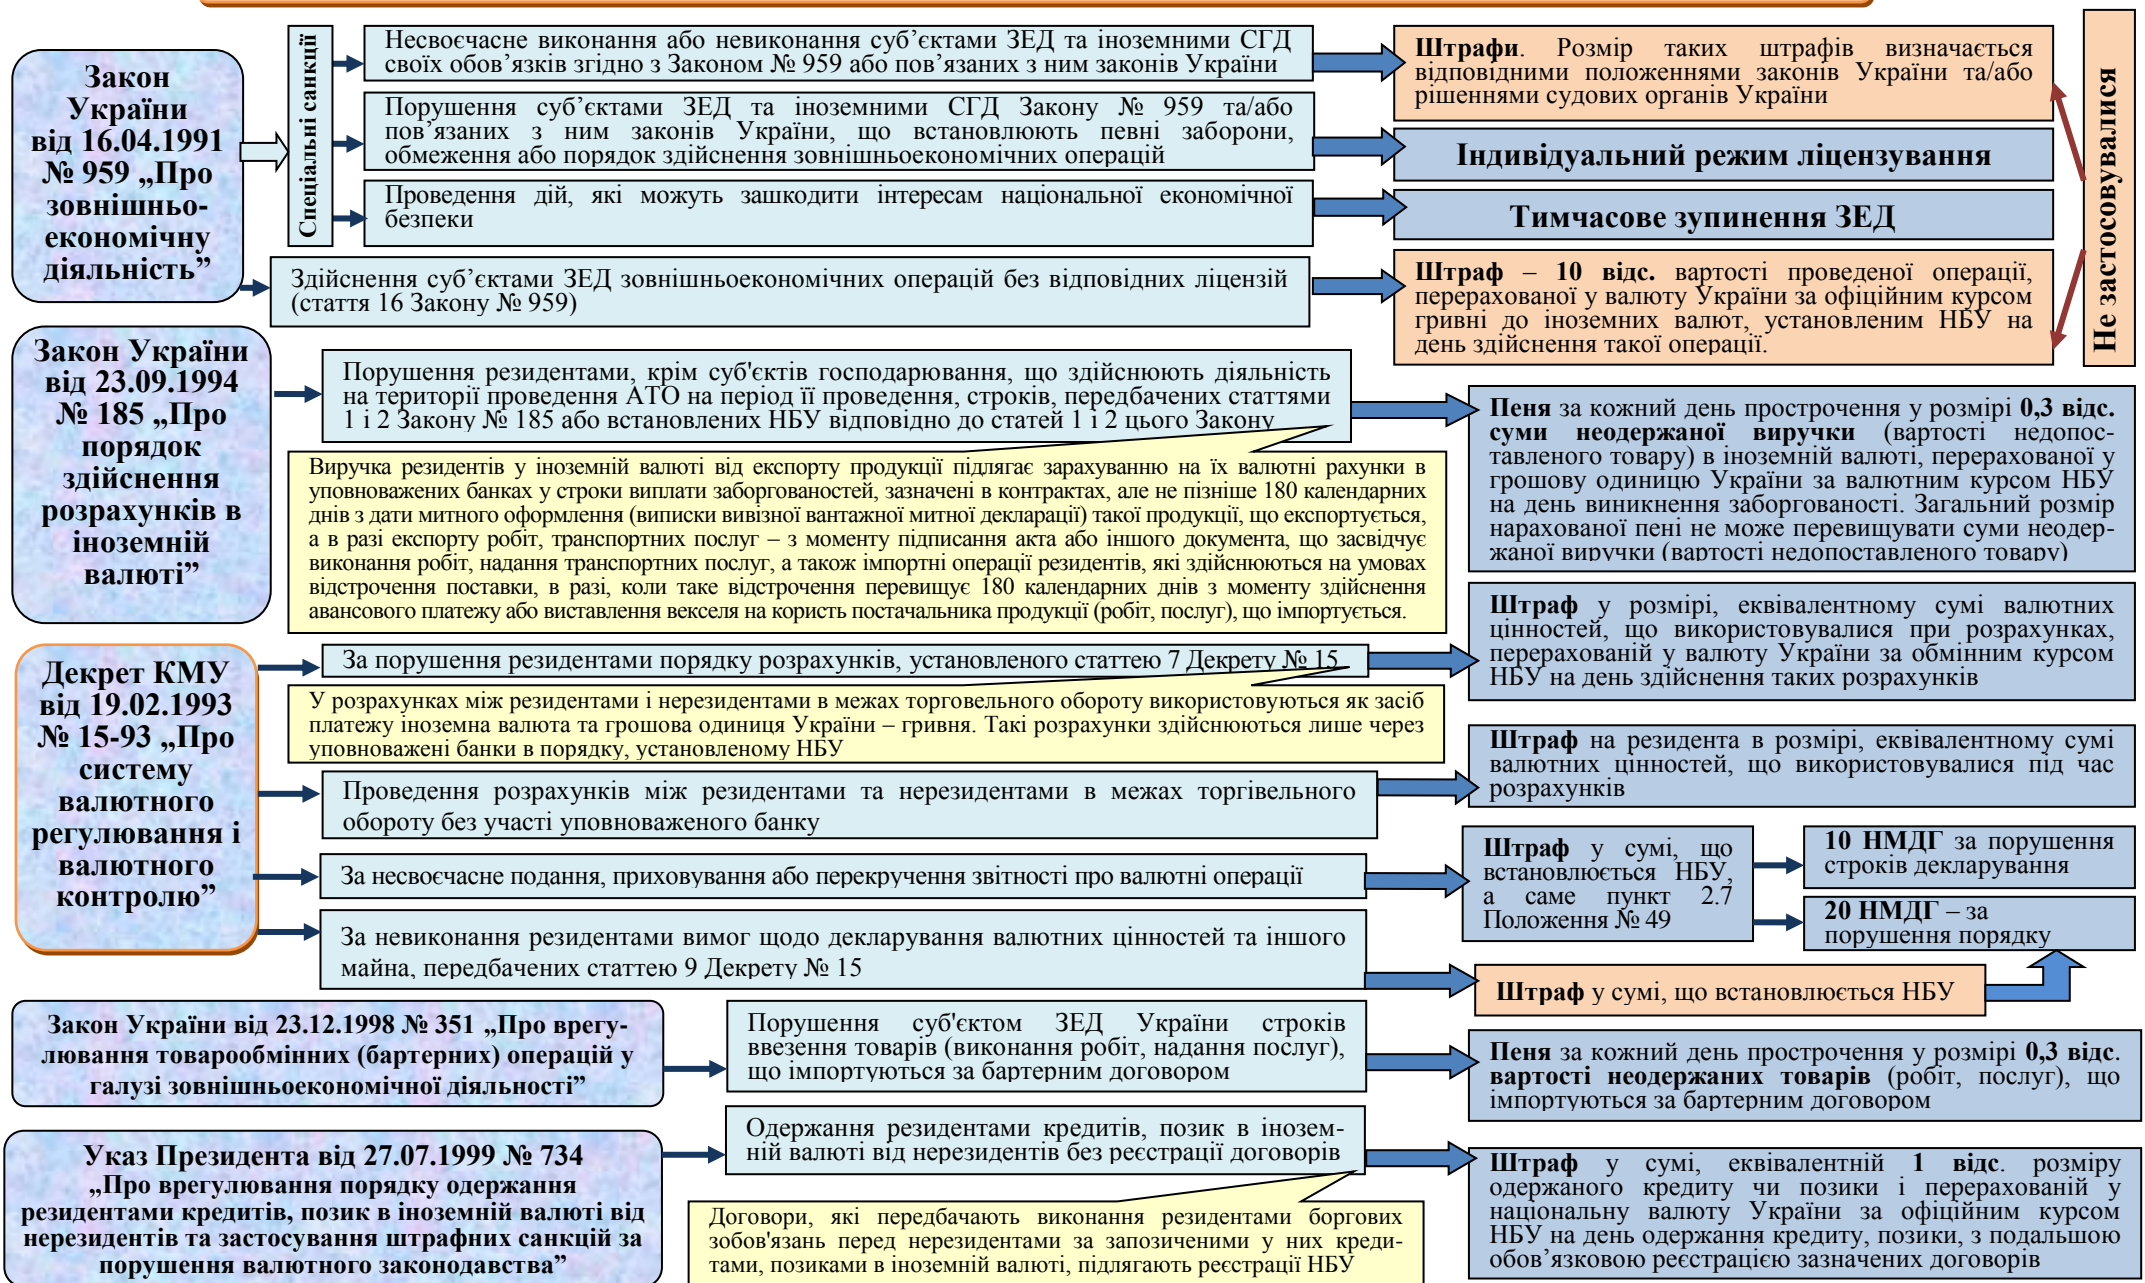 Закон
України
від 16.04.1991
№ 959 „Про
зовнішньо-
економічну
діяльність”
Спеціальні санкції
Несвоєчасне виконання або невиконання суб’єктами ЗЕД та іноземними СГД
своїх обов’язків згідно з Законом № 959 або пов’язаних з ним законів України
Штрафи. Розмір таких штрафів визначається
відповідними положеннями законів України та/або
рішеннями судових органів України
Порушення суб’єктами ЗЕД та іноземними СГД Закону № 959 та/або
пов’язаних з ним законів України, що встановлюють певні заборони,
обмеження або порядок здійснення зовнішньоекономічних операцій
Індивідуальний режим ліцензування
Проведення дій, які можуть зашкодити інтересам національної економічної
безпеки
Тимчасове зупинення ЗЕД
Здійснення суб’єктами ЗЕД зовнішньоекономічних операцій без відповідних ліцензій
(стаття 16 Закону № 959)
Штраф – 10 відс. вартості проведеної операції,
перерахованої у валюту України за офіційним курсом
гривні до іноземних валют, установленим НБУ на
день здійснення такої операції.
Не застосовувалися
Закон України
від 23.09.1994
№ 185 „Про
порядок
здійснення
розрахунків в
іноземній
валюті”
Порушення резидентами, крім суб'єктів господарювання, що здійснюють діяльність
на території проведення АТО на період її проведення, строків, передбачених статтями
1 і 2 Закону № 185 або встановлених НБУ відповідно до статей 1 і 2 цього Закону
Виручка резидентів у іноземній валюті від експорту продукції підлягає зарахуванню на їх валютні рахунки в
уповноважених банках у строки виплати заборгованостей, зазначені в контрактах, але не пізніше 180 календарних
днів з дати митного оформлення (виписки вивізної вантажної митної декларації) такої продукції, що експортується,
а в разі експорту робіт, транспортних послуг – з моменту підписання акта або іншого документа, що засвідчує
виконання робіт, надання транспортних послуг, а також імпортні операції резидентів, які здійснюються на умовах
відстрочення поставки, в разі, коли таке відстрочення перевищує 180 календарних днів з моменту здійснення
авансового платежу або виставлення векселя на користь постачальника продукції (робіт, послуг), що імпортується.
Пеня за кожний день прострочення у розмірі 0,3 відс.
суми неодержаної виручки (вартості недопос-
тавленого товару) в іноземній валюті, перерахованої у
грошову одиницю України за валютним курсом НБУ
на день виникнення заборгованості. Загальний розмір
нарахованої пені не може перевищувати суми неодер-
жаної виручки (вартості недопоставленого товару)
Декрет КМУ
від 19.02.1993
№ 15-93 „Про
систему
валютного
регулювання і
валютного
контролю”
За порушення резидентами порядку розрахунків, установленого статтею 7 Декрету № 15
У розрахунках між резидентами і нерезидентами в межах торговельного обороту використовуються як засіб
платежу іноземна валюта та грошова одиниця України – гривня. Такі розрахунки здійснюються лише через
уповноважені банки в порядку, установленому НБУ
Штраф у розмірі, еквівалентному сумі валютних
цінностей, що використовувалися при розрахунках,
перерахованій у валюту України за обмінним курсом
НБУ на день здійснення таких розрахунків
Проведення розрахунків між резидентами та нерезидентами в межах торгівельного
обороту без участі уповноваженого банку
Штраф на резидента в розмірі, еквівалентному сумі
валютних цінностей, що використовувалися під час
розрахунків
За несвоєчасне подання, приховування або перекручення звітності про валютні операції
Штраф у сумі, що
встановлюється НБУ,
а саме пункт 2.7
Положення № 49
10 НМДГ за порушення
строків декларування
20 НМДГ – за
порушення порядку
За невиконання резидентами вимог щодо декларування валютних цінностей та іншого
майна, передбачених статтею 9 Декрету № 15
Штраф у сумі, що встановлюється НБУ
Закон України від 23.12.1998 № 351 „Про врегу-
лювання товарообмінних (бартерних) операцій у
галузі зовнішньоекономічної діяльності”
Порушення суб'єктом ЗЕД України строків
ввезення товарів (виконання робіт, надання послуг),
що імпортуються за бартерним договором
Пеня за кожний день прострочення у розмірі 0,3 відс.
вартості неодержаних товарів (робіт, послуг), що
імпортуються за бартерним договором
Указ Президента від 27.07.1999 № 734
„Про врегулювання порядку одержання
резидентами кредитів, позик в іноземній валюті від
нерезидентів та застосування штрафних санкцій за
порушення валютного законодавства”
Одержання резидентами кредитів, позик в інозем-
ній валюті від нерезидентів без реєстрації договорів
Договори, які передбачають виконання резидентами боргових
зобов'язань перед нерезидентами за запозиченими у них креди-
тами, позиками в іноземній валюті, підлягають реєстрації НБУ
Штраф у сумі, еквівалентній 1 відс. розміру
одержаного кредиту чи позики і перерахованій у
національну валюту України за офіційним курсом
НБУ на день одержання кредиту, позики, з подальшою
обов’язковою реєстрацією зазначених договорів